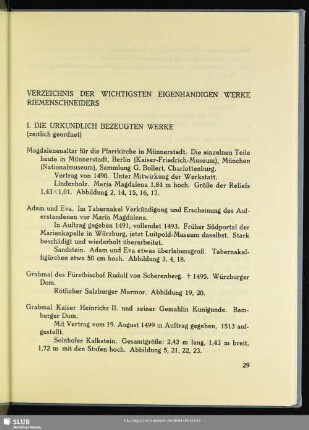 VERZEICHNIS DER WICHTIGSTEN EIGENHANDIGEN WERKE
RIEMENSCHNEIDERS
I. DIE URKUNDLICH BEZEUGTEN WERKE
(zeitlich geordnet)
Magdalenenaltar für die Pfarrkirche in Münnerstadt. Die einzelnen Teile
heute in Münnerstadt, Berlin (Kaiser-Friedrich-Museum), München
(Nationalmuseum), Sammlung G. Bollert, Charlottenburg.
Vertrag von 1490. Unter Mitwirkung der Werkstatt.
Lindenholz. Maria Magdalena 1,84 m hoch. Größe der Reliefs
1,43×1,01. Abbildung 2, 14, 15, 16, 17.
Adam und Eva. Im Tabernakel Verkündigung und Erscheinung des Auf-
erstandenen vor Maria Magdalena.
In Auftrag gegeben 1491, vollendet 1493. Früher Südportal der
Marienkapelle in Würzburg, jetzt Luitpold-Museum daselbst. Stark
beschädigt und wiederholt überarbeitet.
Sandstein. Adam und Eva etwas überlebensgroß. Tabernakel-
figürchen etwa 50 cm hoch. Abbildung 3, 4, 18.
Grabmal des Fürstbischof Rudolf von Scherenberg. † 1495. Würzburger
Dom.
Rötlicher Salzburger Marmor. Abbildung 19, 20.
Grabmal Kaiser Heinrichs II. und seiner Gemahlin Kunigunde. Bam-
berger Dom.
Mit Vertrag vom 19. August 1499 in Auftrag gegeben, 1513 auf-
gestellt.
Solnhofer Kalkstein. Gesamtgröße: 2,42 m lang, 1,43 m breit,
1,72 m mit den Stufen hoch. Abbildung 5, 21, 22, 23.
29
SLUB